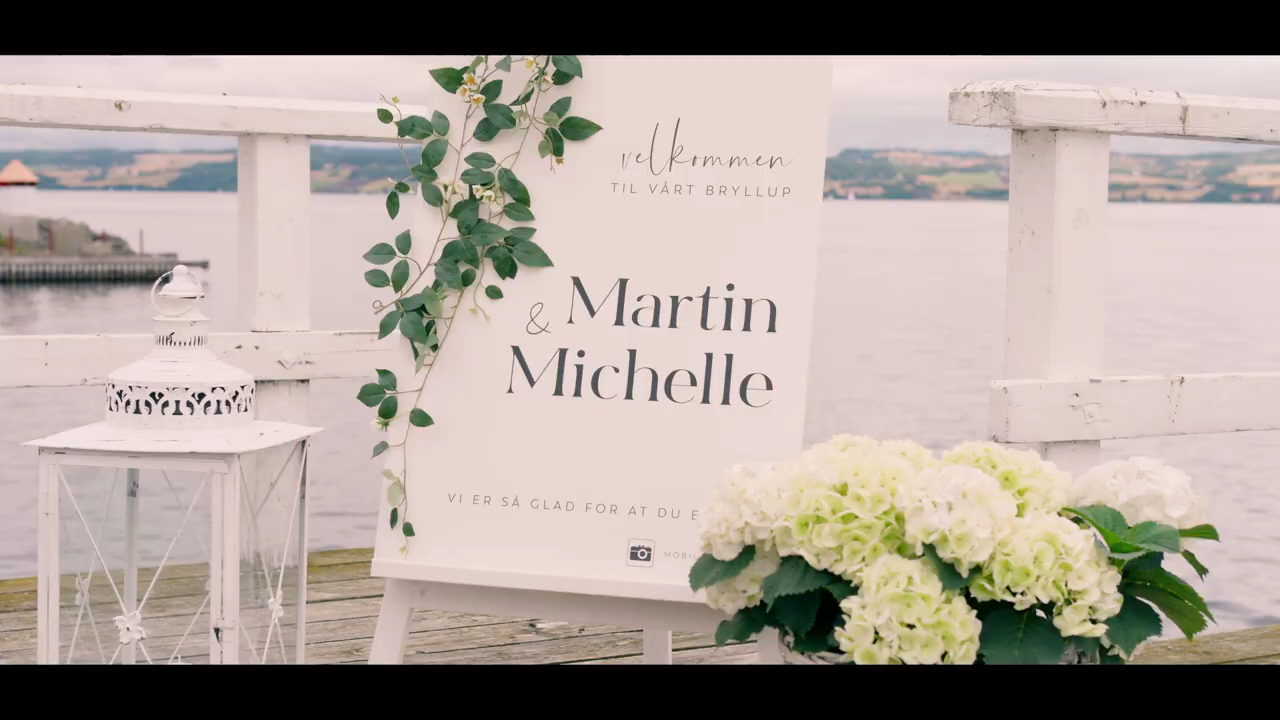 velkommen
TIL VÅRT BRYLLUP
& Martin
Michelle
VI ER SÅ GLAD FOR AT DU